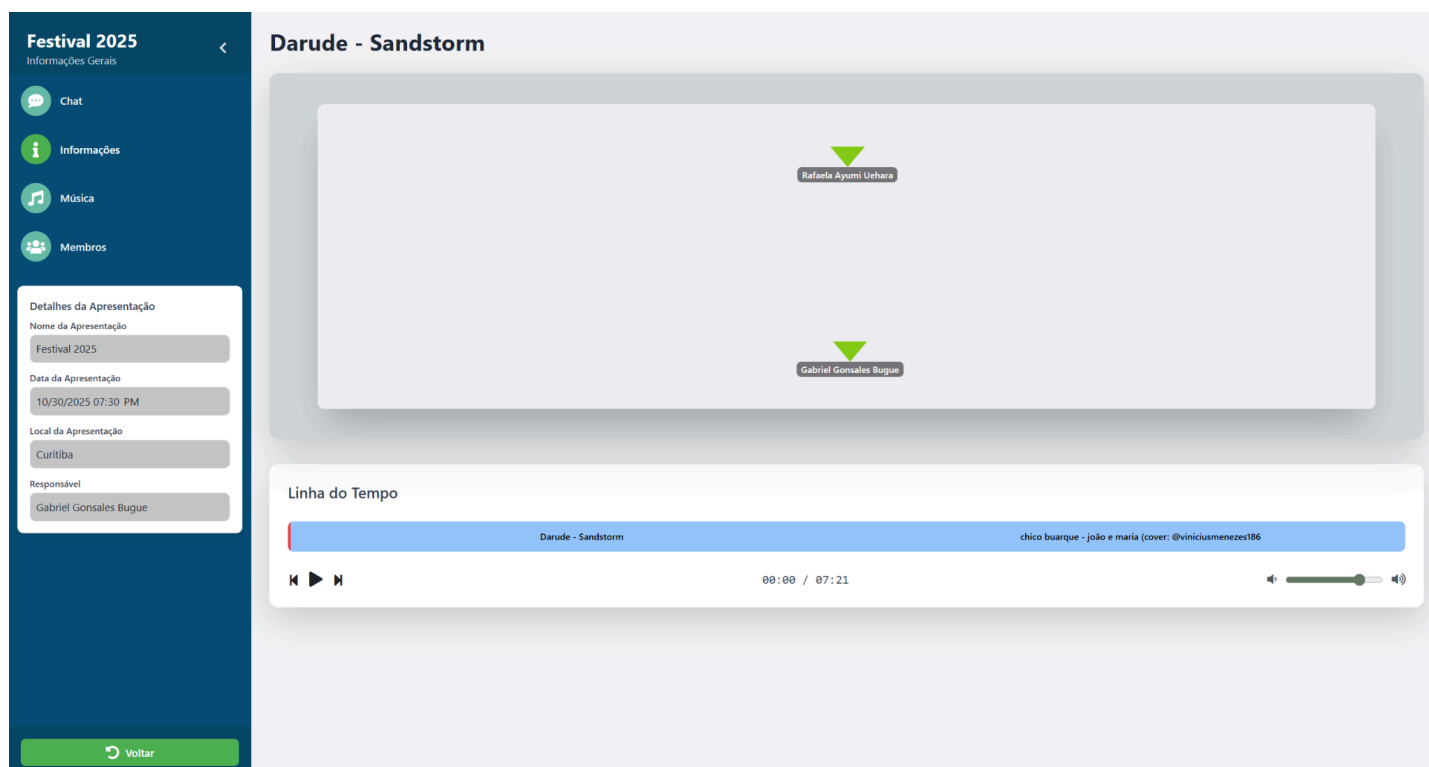 Festival 2025
Informações Gerais
Chat
Informações
Música
Membros
Detalhes da Apresentação
Nome da Apresentação
Festival 2025
Data da Apresentação
10/30/2025 07:30 PM
Local da Apresentação
Curitiba
Responsável
Gabriel Gonsales Bugue
Voltar
Darude - Sandstorm
Rafaela Ayumi Uehara
Gabriel Gonsales Bugue
Linha do Tempo
Darude - Sandstorm
chico buarque - joão e maria (cover: @viniciusmenezes186
00:00 / 07:21